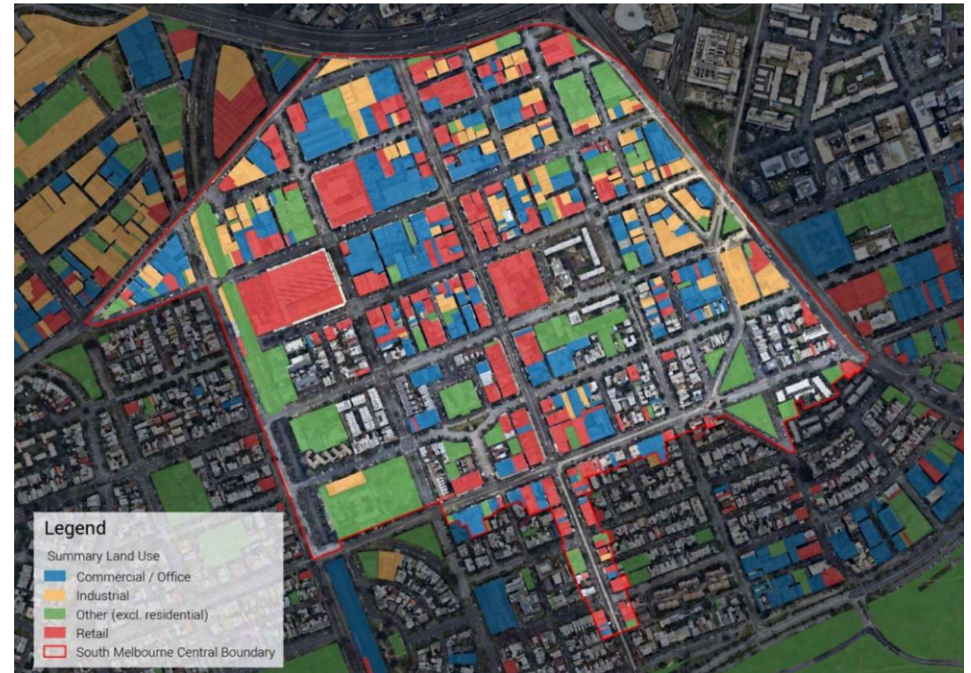 Legend
Summary Land Use
Commercial / Office
Industrial
Other (excl. residential)
Retail
South Melbourne Central Boundary